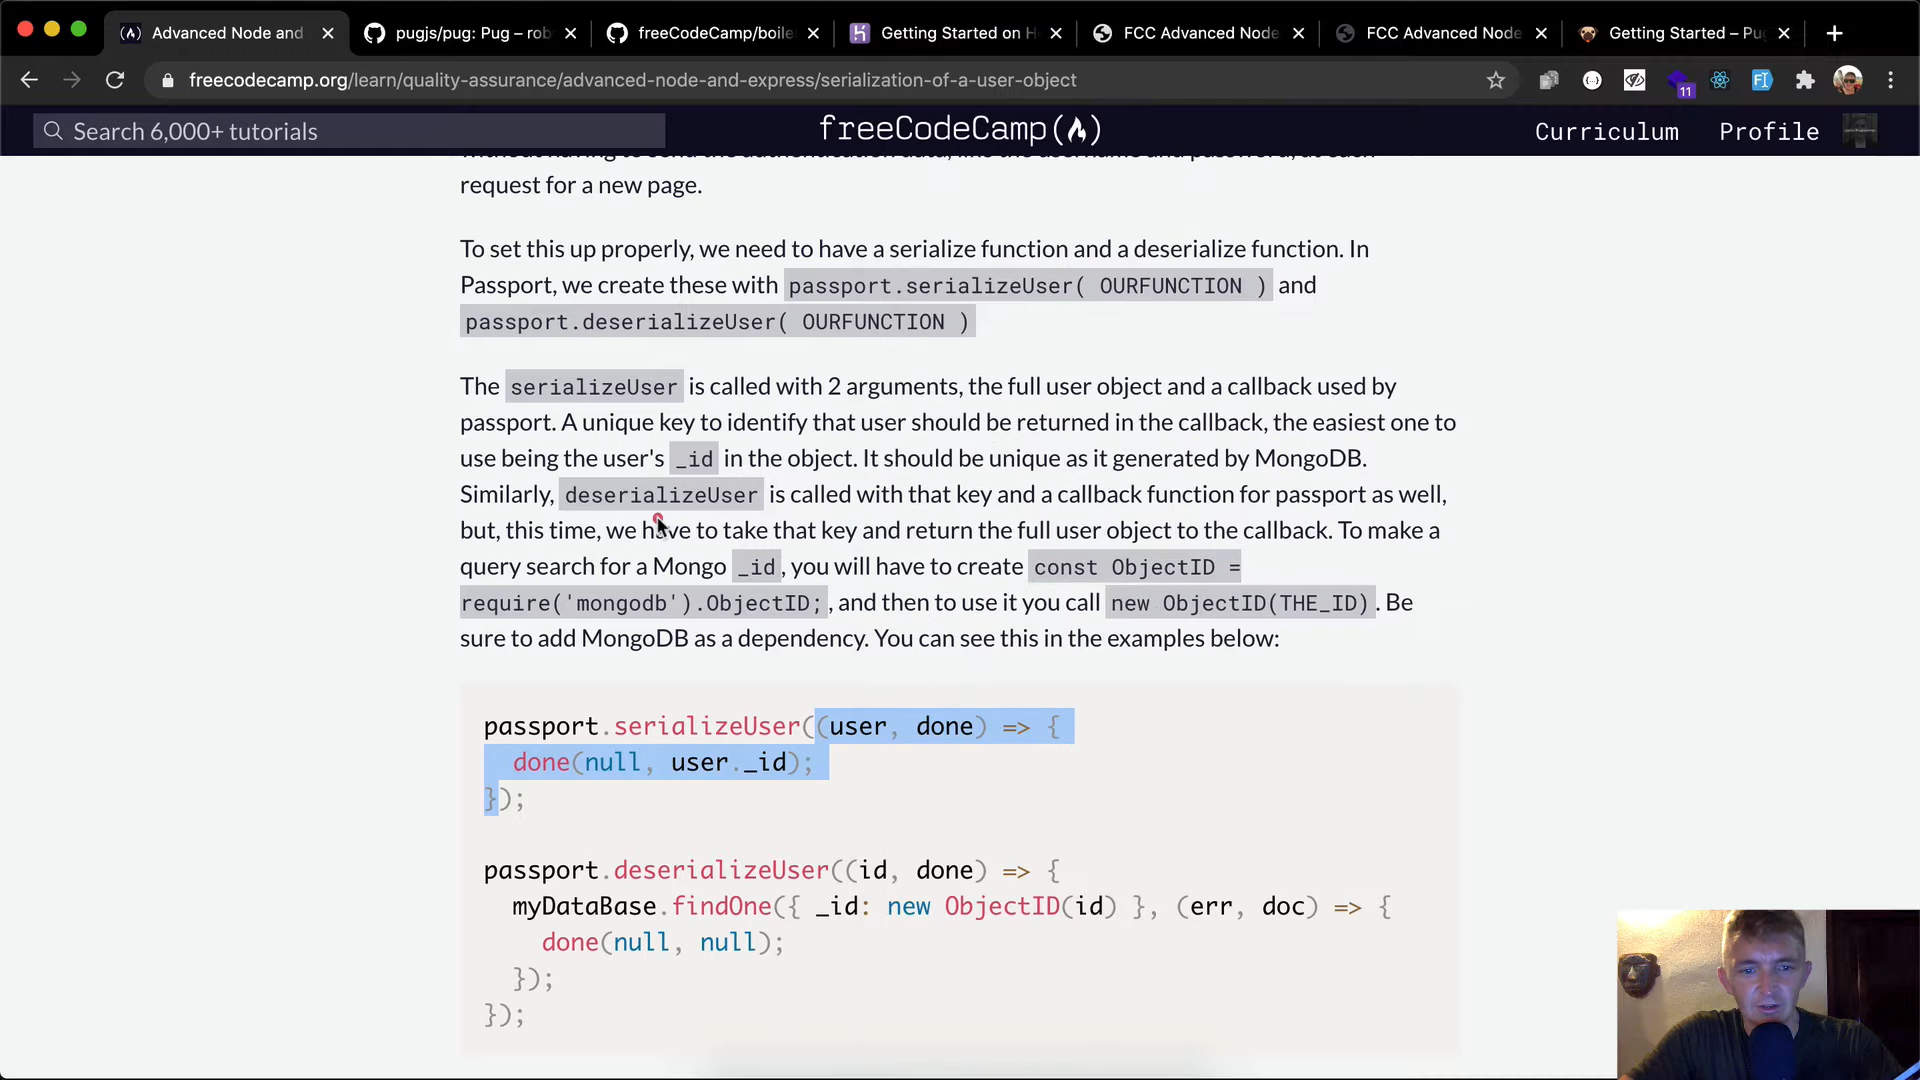 Advanced Node and
pugjs/pug: Pug – rob
freeCodeCamp/boile
Getting Started on H
FCC Advanced Node
FCC Advanced Node
Getting Started – Pu
freecodecamp.org/learn/quality-assurance/advanced-node-and-express/serialization-of-a-user-object
11
Search 6,000+ tutorials
freeCodeCamp
Curriculum
Profile
request for a new page.
To set this up properly, we need to have a serialize function and a deserialize function. In
Passport, we create these with passport.serializeUser( OURFUNCTION ) and
passport.deserializeUser( OURFUNCTION )
The serializeUser is called with 2 arguments, the full user object and a callback used by
passport. A unique key to identify that user should be returned in the callback, the easiest one to
use being the user's _id in the object. It should be unique as it generated by MongoDB.
Similarly, deserializeUser is called with that key and a callback function for passport as well,
but, this time, we have to take that key and return the full user object to the callback. To make a
query search for a Mongo _id, you will have to create const ObjectID =
require('mongodb').ObjectID;, and then to use it you call new ObjectID(THE_ID). Be
sure to add MongoDB as a dependency. You can see this in the examples below:
passport.serializeUser((user, done) => {
done(null, user._id);
});
passport.deserializeUser((id, done) => {
myDataBase.findOne({ _id: new ObjectID(id) }, (err, doc) => {
done(null, null);
});
});